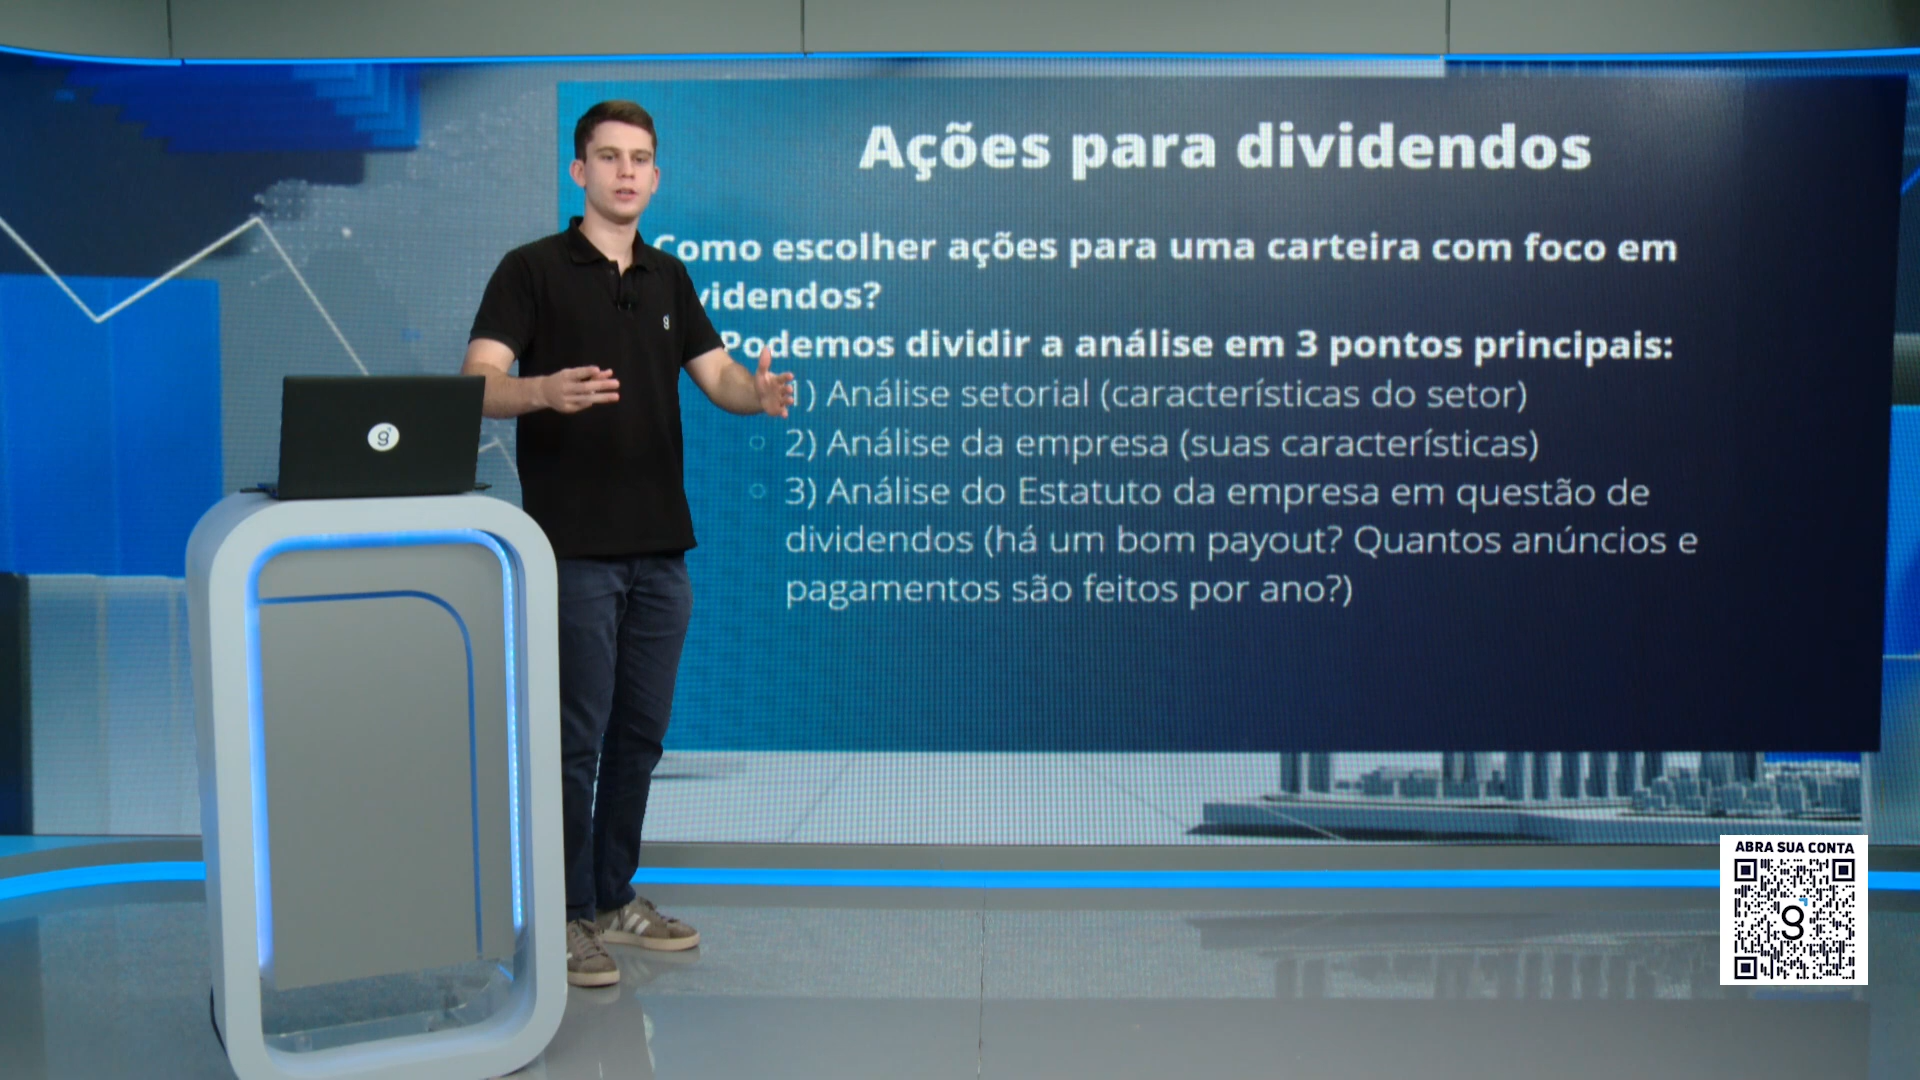 Ações para dividendos
Como escolher ações para uma carteira com foco em
videndos?
Podemos dividir a análise em 3 pontos principais:
1) Análise setorial (características do setor)
2) Análise da empresa (suas características)
3) Análise do Estatuto da empresa em questão de
dividendos (há um bom payout? Quantos anúncios e
pagamentos são feitos por ano?)
ABRA SUA CONTA